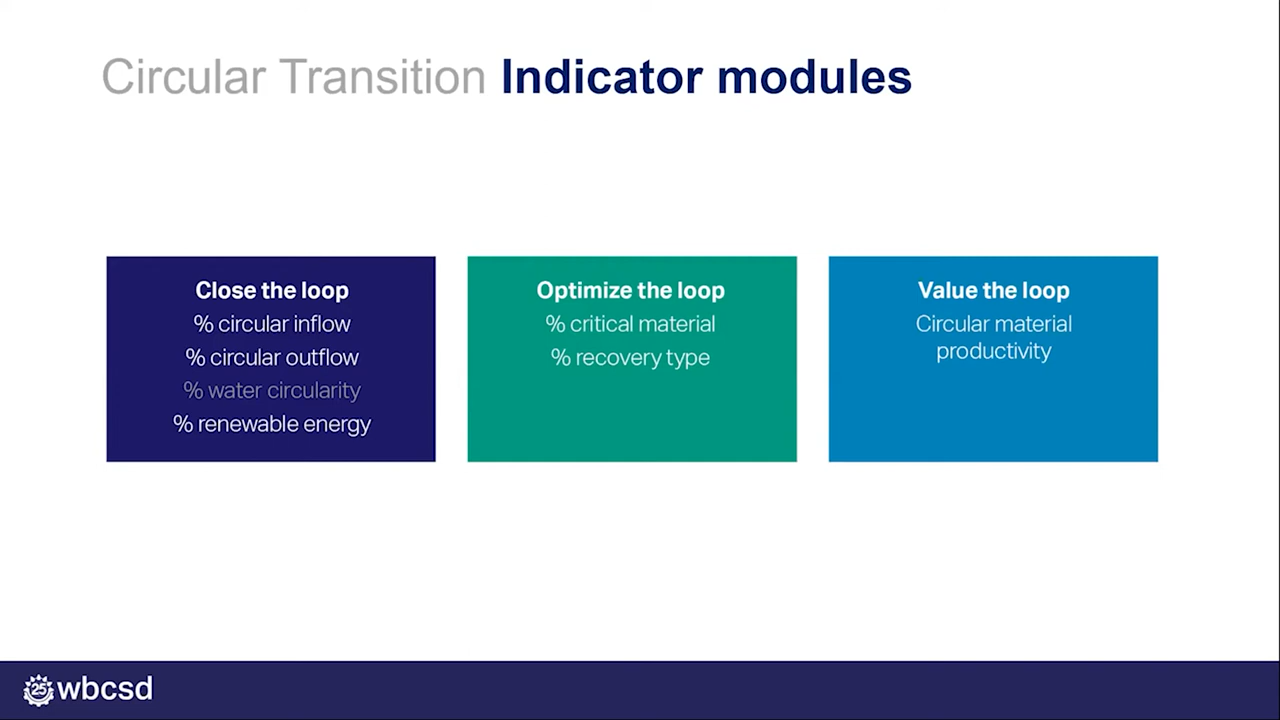 Circular Transition Indicator modules
Close the loop
% circular inflow
% circular outflow
% water circularity
% renewable energy
Optimize the loop
% critical material
% recovery type
Value the loop
Circular material
productivity
25 wbcsd